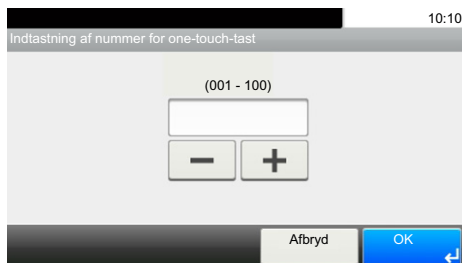 10:10
Indtastning af nummer for one-touch-tast
(001 - 100)
Afbryd
OK